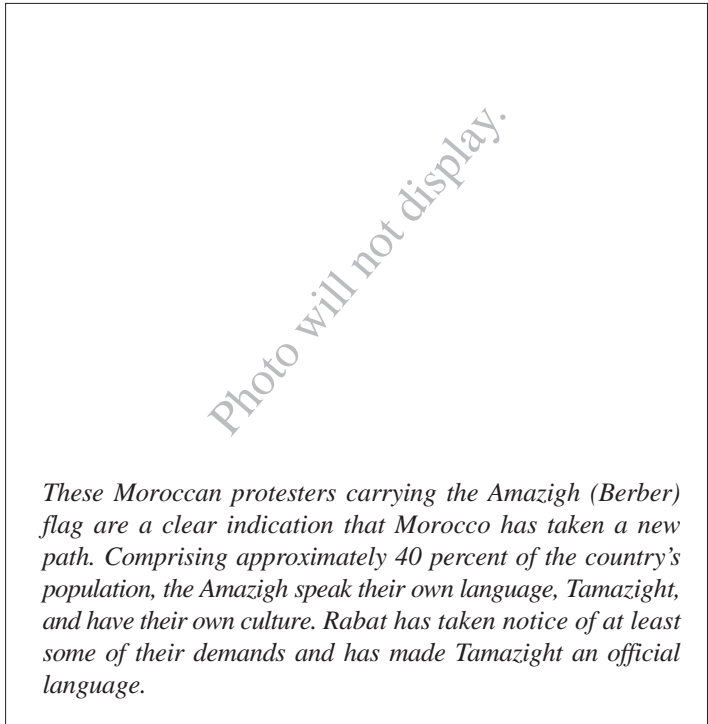 Photo will not display.
These Moroccan protesters carrying the Amazigh (Berber)
flag are a clear indication that Morocco has taken a new
path. Comprising approximately 40 percent of the country's
population, the Amazigh speak their own language, Tamazight,
and have their own culture. Rabat has taken notice of at least
some of their demands and has made Tamazight an official
language.